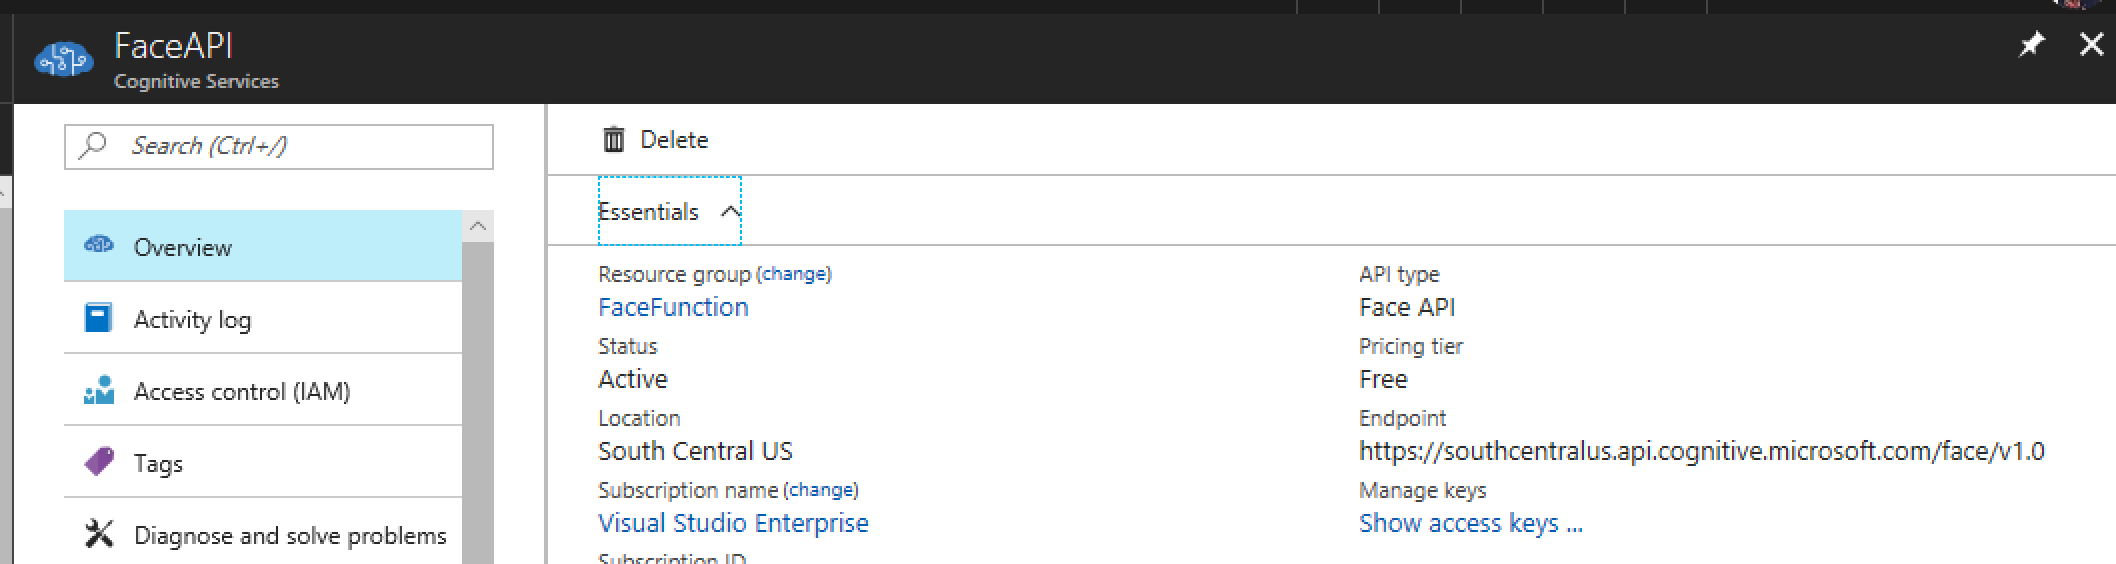 FaceAPI
Cognitive Services
Search (Ctrl+/)
Overview
Activity log
Access control (IAM)
Tags
Diagnose and solve problems
Delete
Essentials
Resource group (change)
FaceFunction
Status
Active
Location
South Central US
Subscription name (change)
Visual Studio Enterprise
Subscription ID
API type
Face API
Pricing tier
Free
Endpoint
https://southcentralus.api.cognitive.microsoft.com/face/v1.0
Manage keys
Show access keys ...